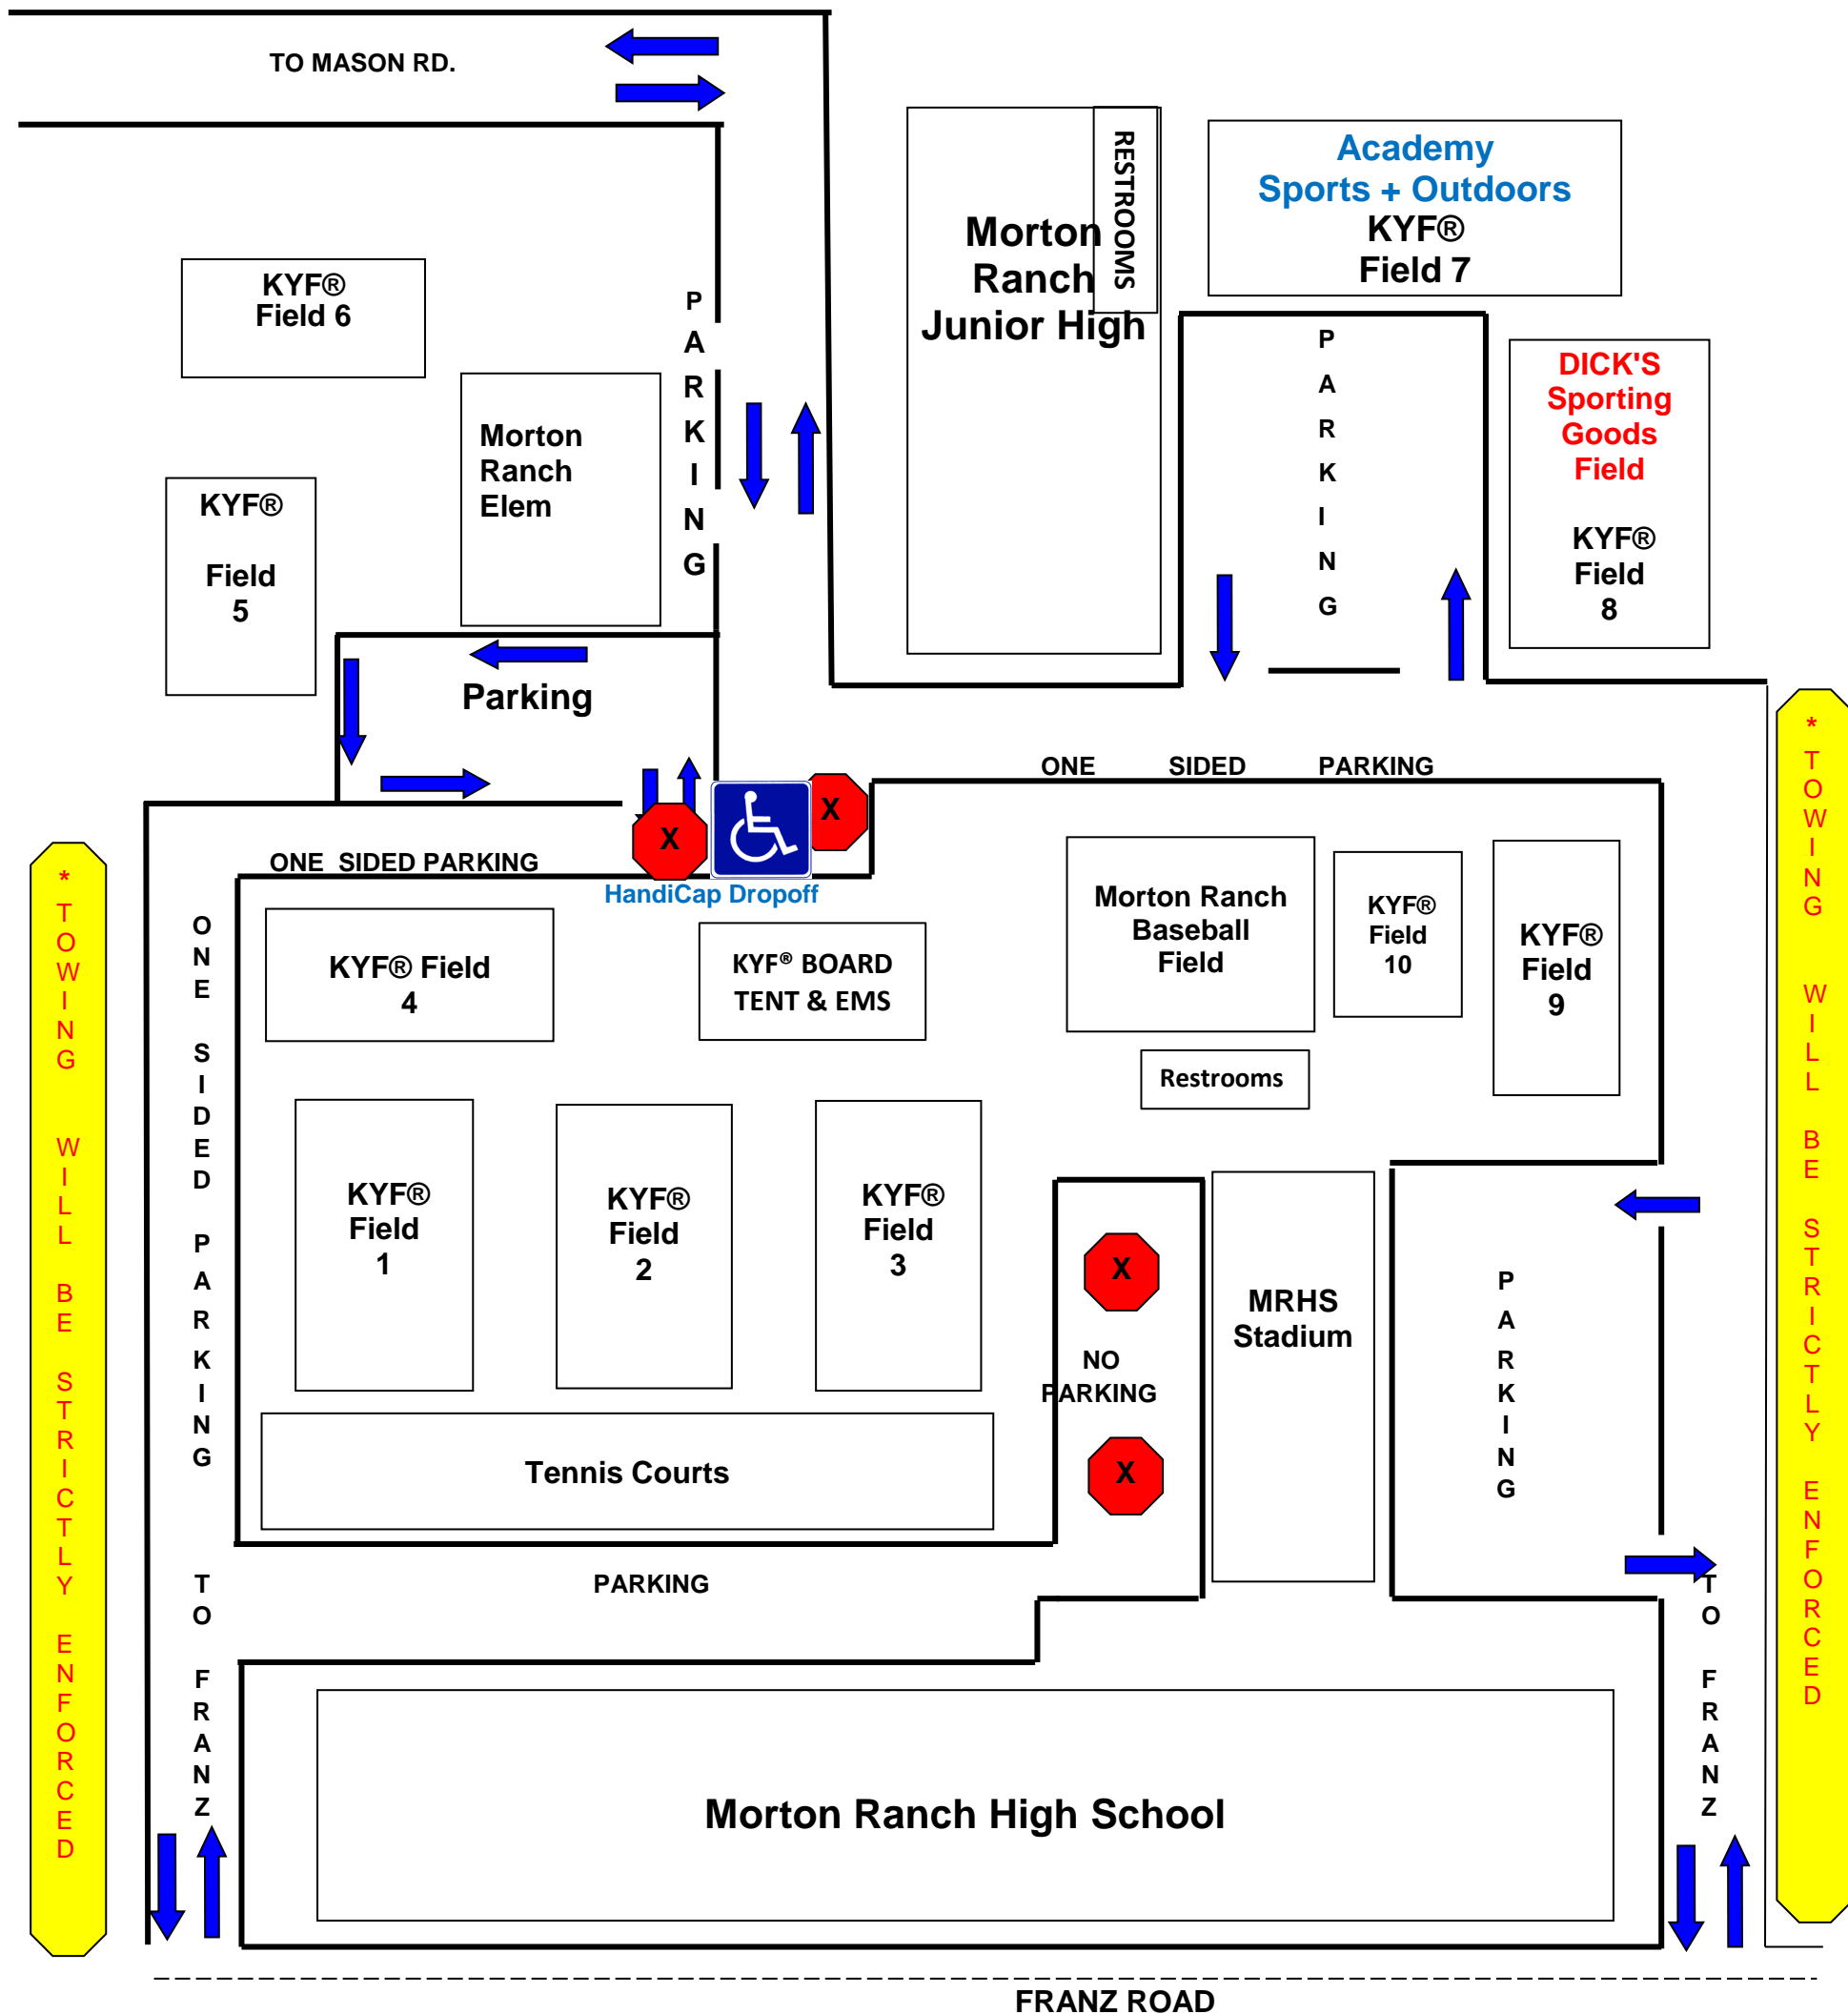 TO MASON RD.
RESTROOMS
Academy
Sports + Outdoors
KYF®
Field 7
Morton
Ranch
Junior High
KYF®
Field 6
PARKING
PARKING
DICK'S
Sporting
Goods
Field
KYF®
Field
8
Morton
Ranch
Elem
KYF®
Field
5
Parking
ONE SIDED PARKING
X
X
ONE SIDED PARKING
HandiCap Dropoff
* TOWING WILL BE STRICTLY ENFORCED
* TOWING WILL BE STRICTLY ENFORCED
ONE SIDED PARKING
KYF® Field
4
KYF® BOARD
TENT & EMS
Morton Ranch
Baseball
Field
KYF®
Field
10
KYF®
Field
9
Restrooms
KYF®
Field
1
KYF®
Field
2
KYF®
Field
3
X
NO
PARKING
X
MRHS
Stadium
PARKING
Tennis Courts
PARKING
TO FRANZ
TO FRANZ
Morton Ranch High School
FRANZ ROAD